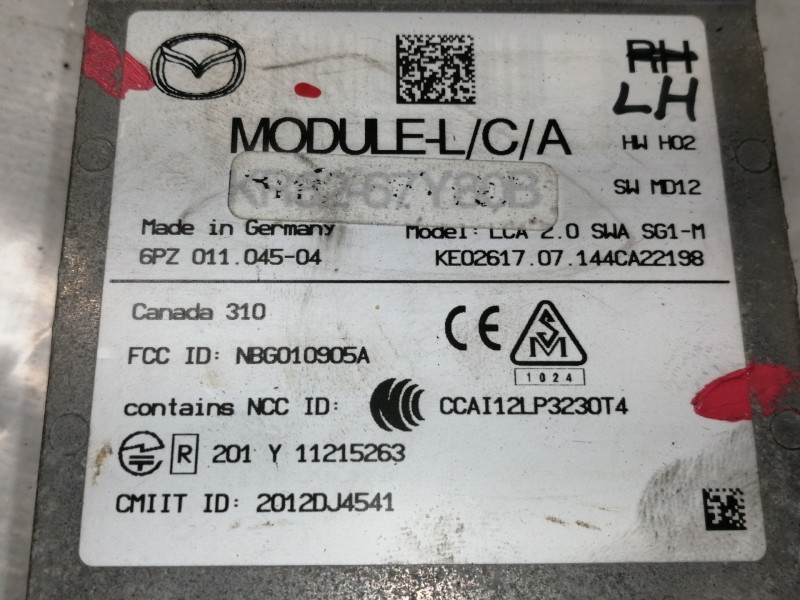 RH
LH
MODULE-L/C/A
HW H02
SW MD12
Made in Germany
Model: LCA 2.0 SWA SG1-M
6PZ 011.045-04
KE02617.07.144CA22198
Canada 310
CE
S
M
1024
FCC ID: NBG010905A
contains NCC ID: CCAI12LP3230T4
R 201 Y 11215263
CMIIT ID: 2012DJ4541